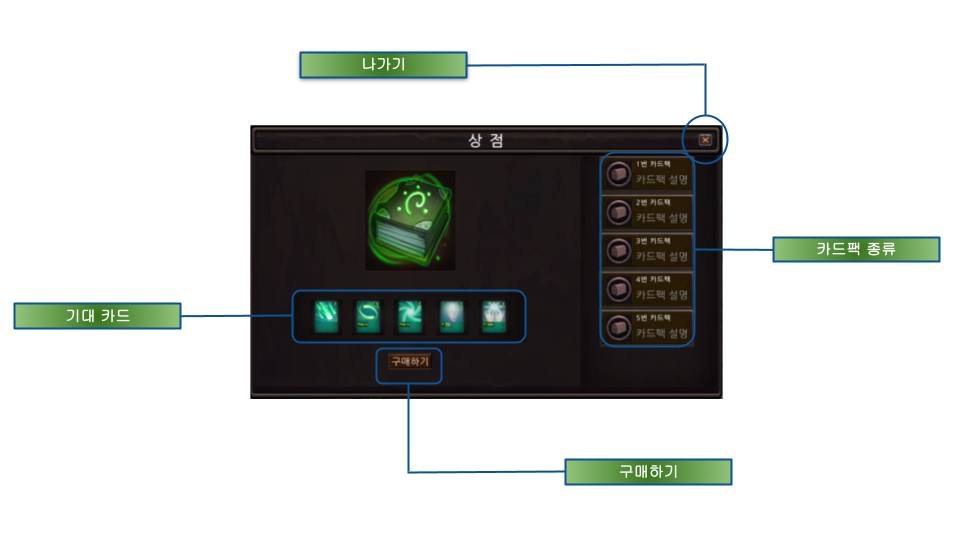 나가기
상 점
1번 카드팩
카드팩 설명
2번 카드팩
카드팩 설명
3번 카드팩
카드팩 설명
카드팩 종류
4번 카드팩
카드팩 설명
기대 카드
5번 카드팩
카드팩 설명
구매하기
구매하기